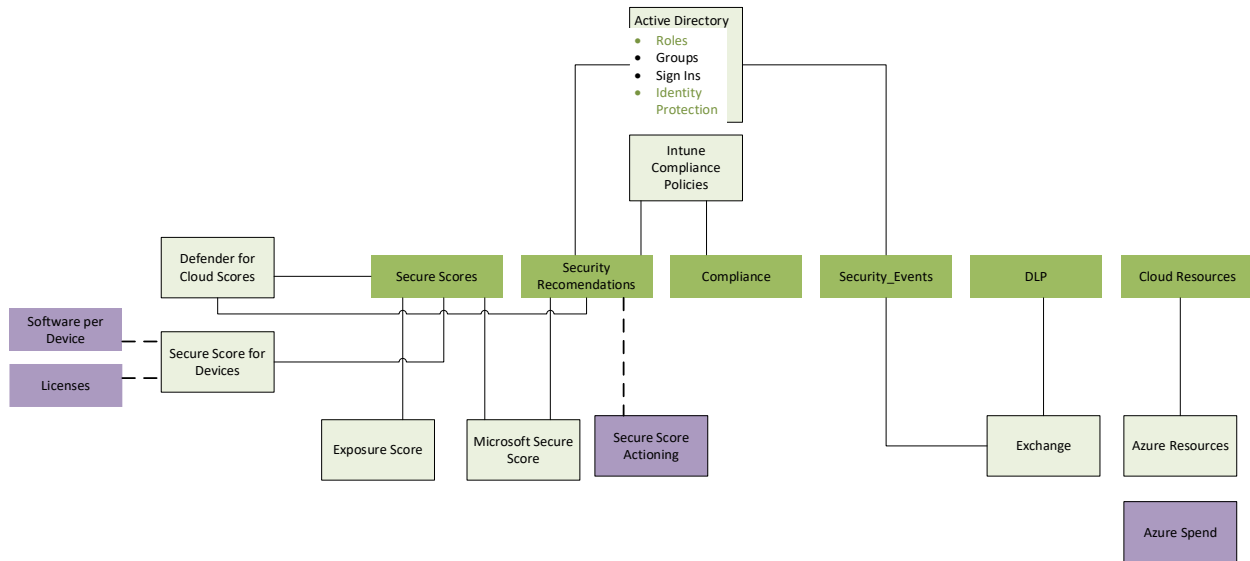 Active Directory
• Roles
• Groups
• Sign Ins
• Identity
Protection
Intune
Compliance
Policies
Defender for
Cloud Scores
Secure Scores
Security
Recomendations
Compliance
Security_Events
DLP
Cloud Resources
Software per
Device
Secure Score for
Devices
Licenses
Exposure Score
Microsoft Secure
Score
Secure Score
Actioning
Exchange
Azure Resources
Azure Spend